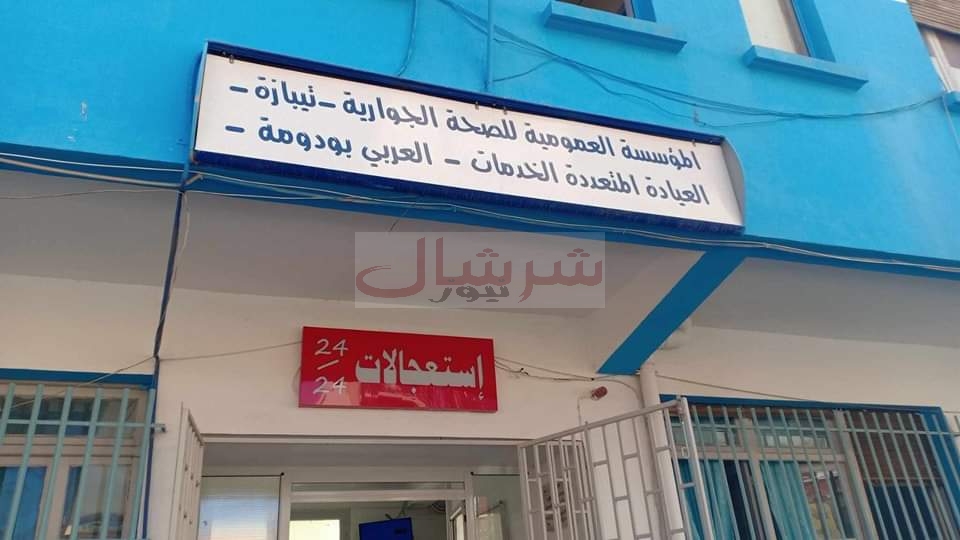 المؤسسة العمومية للصحة الجوارية - تيبازة -
العيادة المتعددة الخدمات - العربي بودومة -
شرشال
نيوز
إستعجالات 24/24